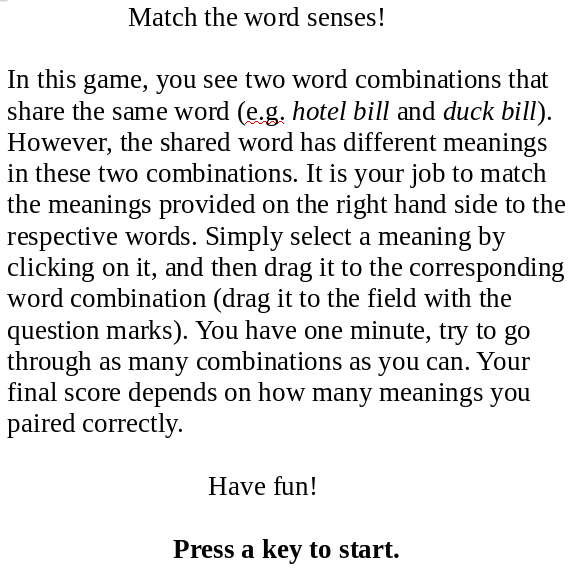 Match the word senses!
In this game, you see two word combinations that
share the same word (e.g. hotel bill and duck bill).
However, the shared word has different meanings
in these two combinations. It is your job to match
the meanings provided on the right hand side to the
respective words. Simply select a meaning by
clicking on it, and then drag it to the corresponding
word combination (drag it to the field with the
question marks). You have one minute, try to go
through as many combinations as you can. Your
final score depends on how many meanings you
paired correctly.
Have fun!
Press a key to start.